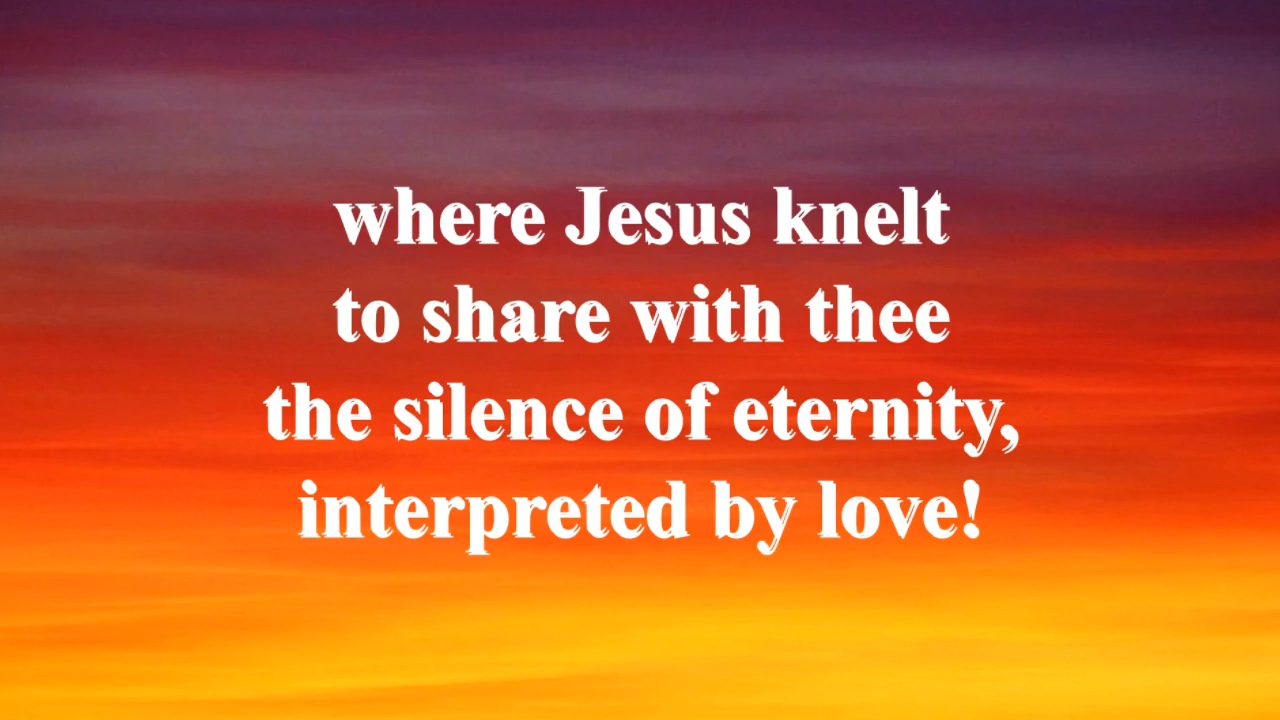 where Jesus knelt
to share with thee
the silence of eternity,
interpreted by love!